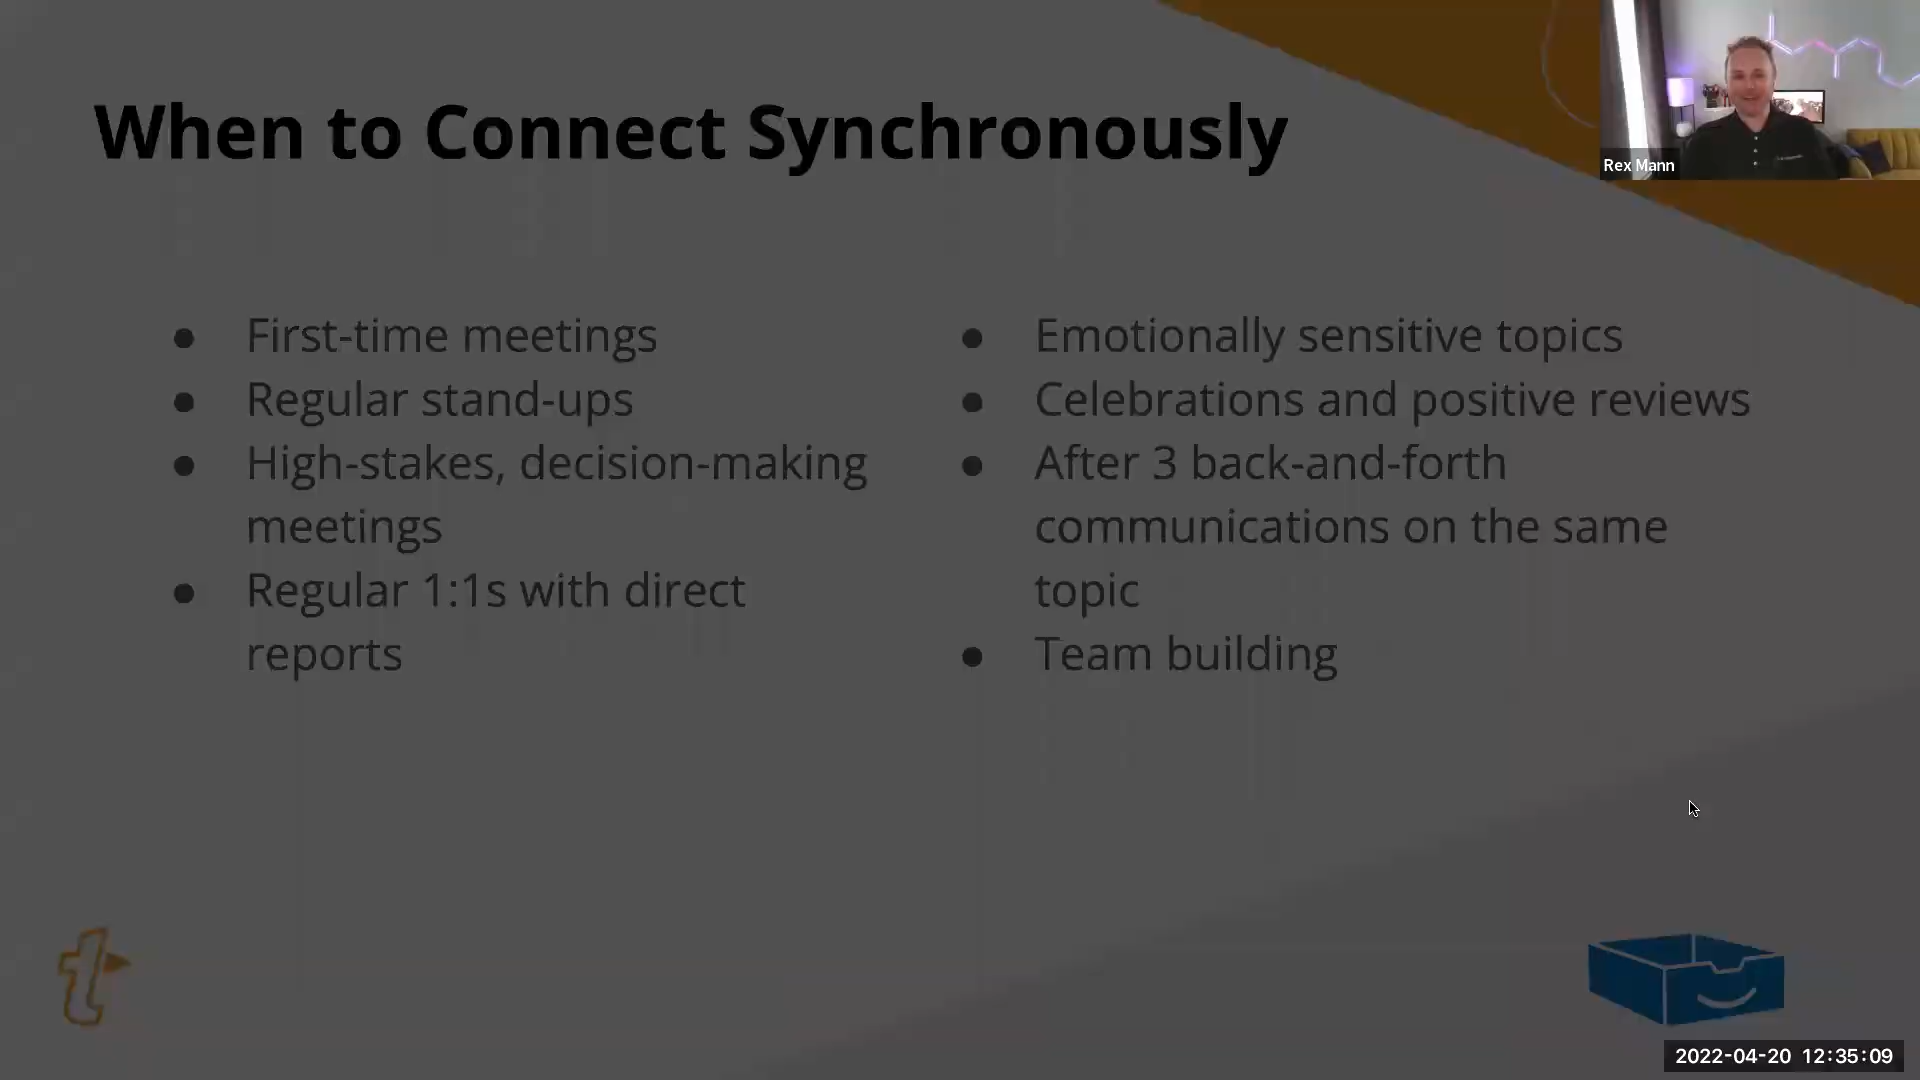 When to Connect Synchronously
Rex Mann
First-time meetings
Regular stand-ups
High-stakes, decision-making
meetings
Regular 1:1s with direct
reports
Emotionally sensitive topics
Celebrations and positive reviews
After 3 back-and-forth
communications on the same
topic
Team building
t
2022-04-20 12:35:09